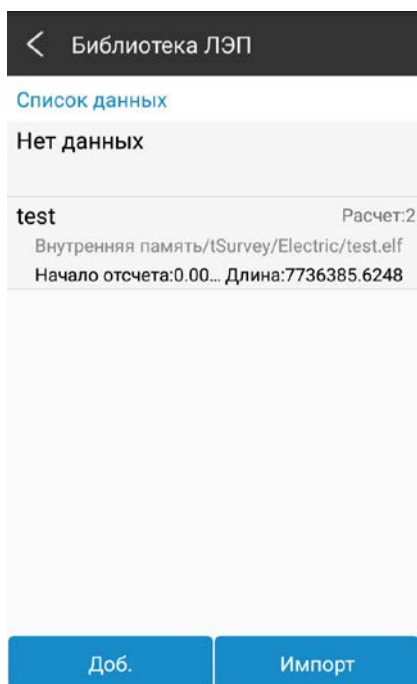 Библиотека ЛЭП
Список данных
Нет данных
test Расчет:2
Внутренняя память/tSurvey/Electric/test.elf
Начало отсчета:0.00... Длина:7736385.6248
Доб. Импорт